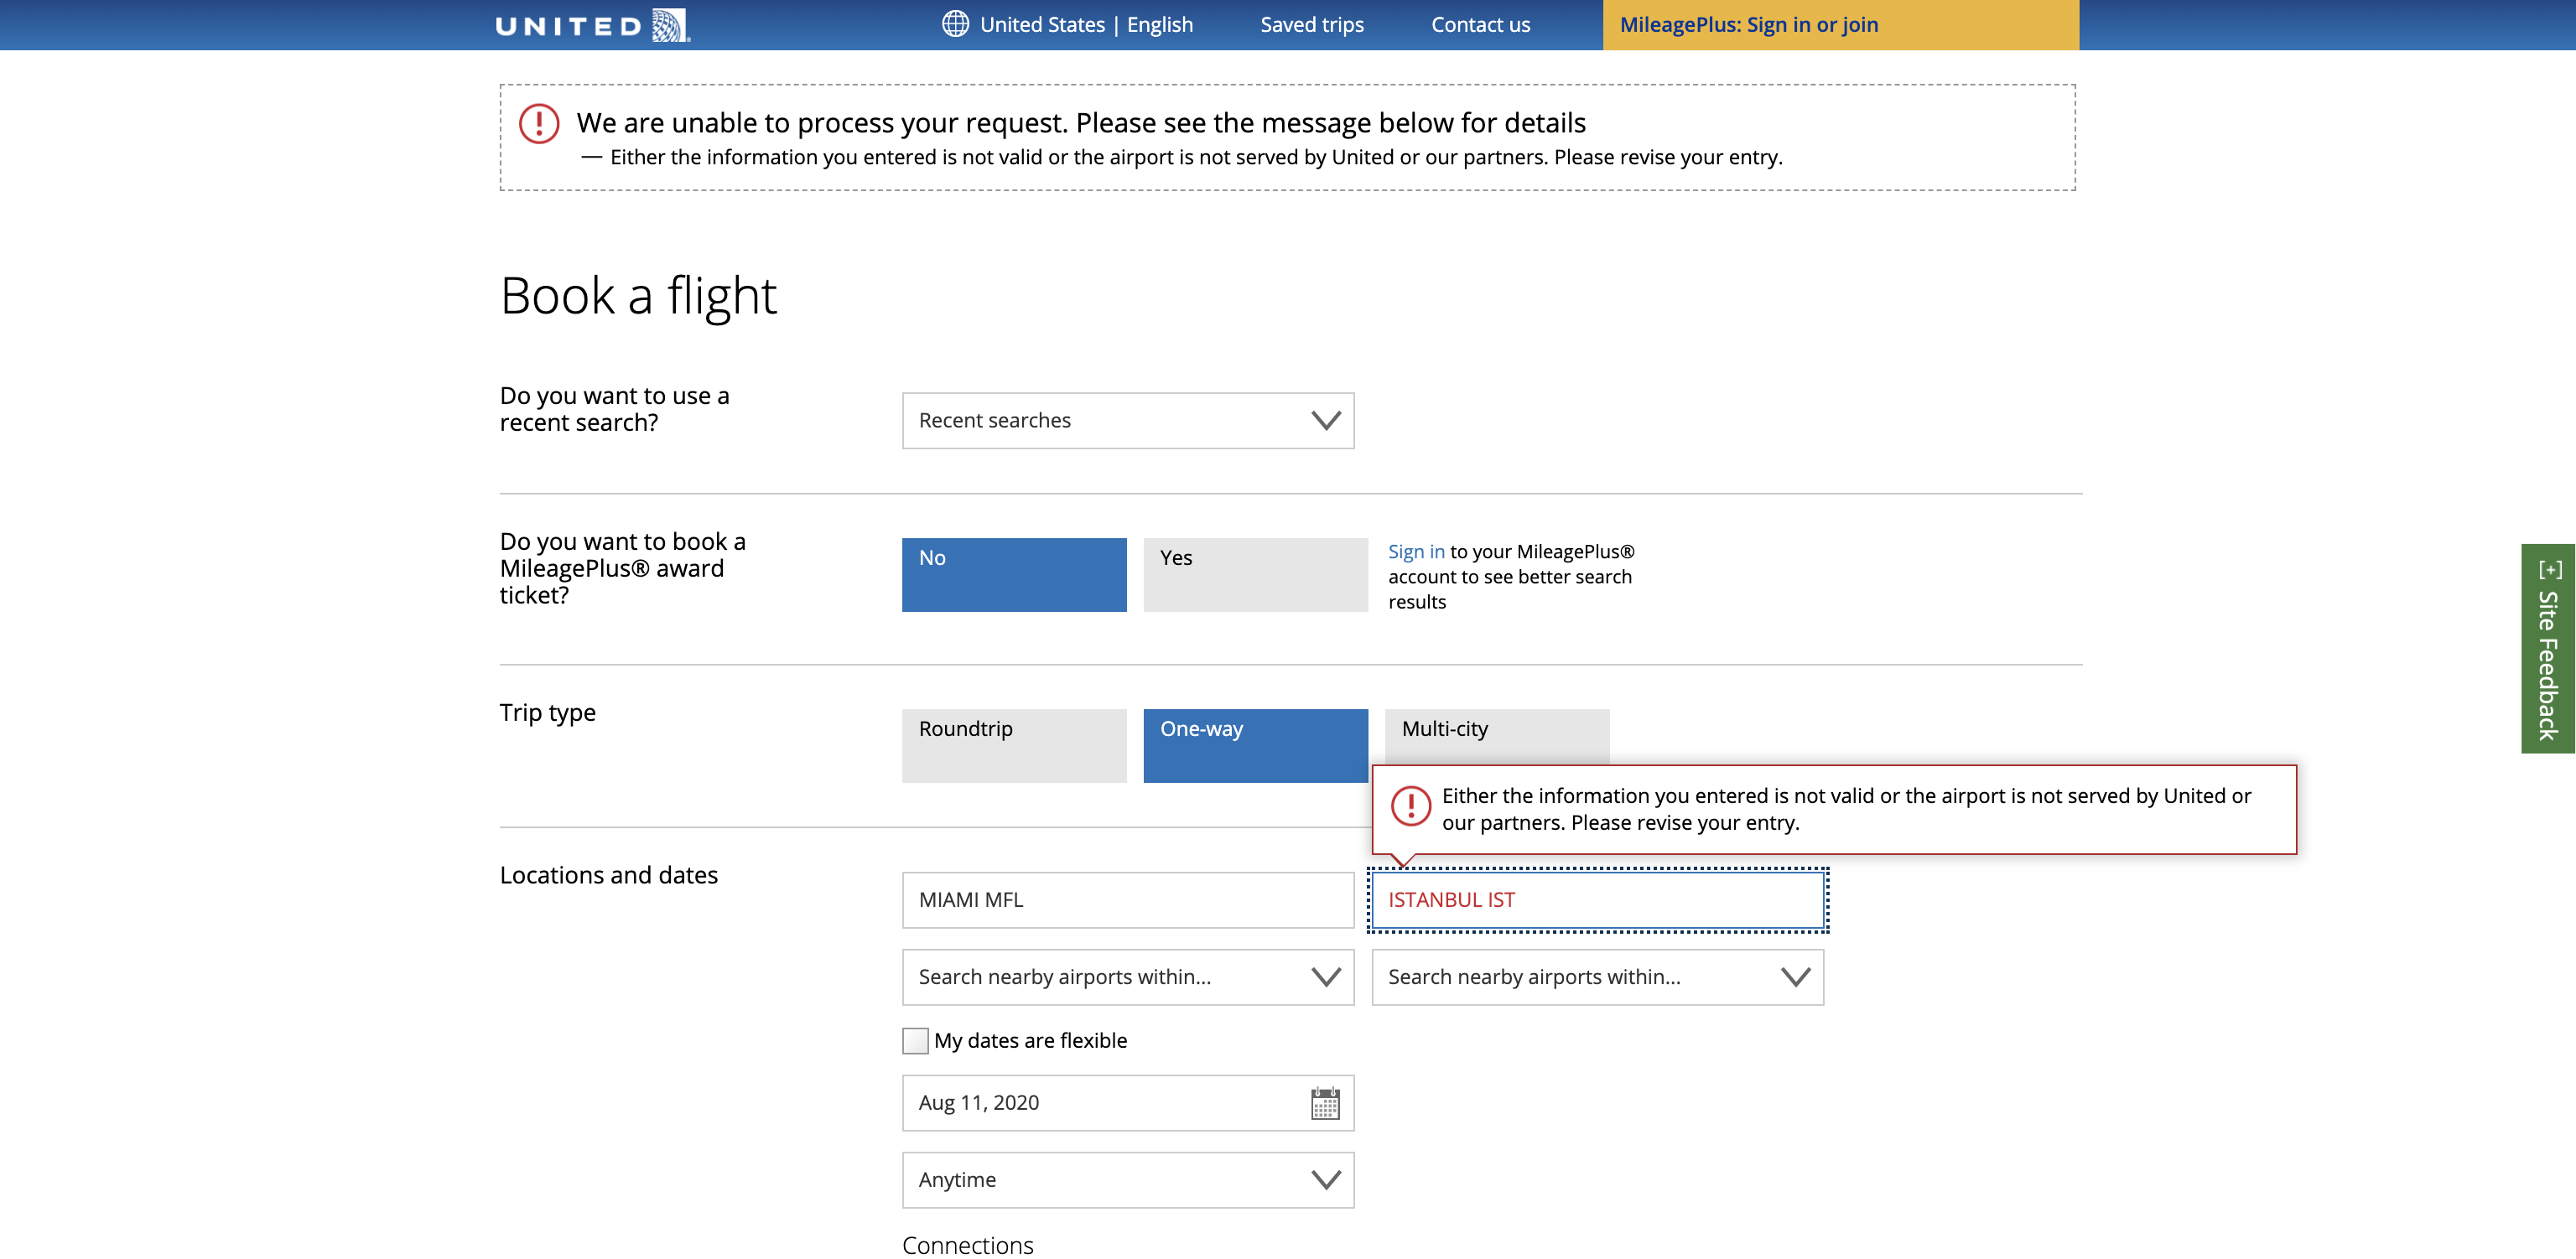 UNITED
United States | English
Saved trips
Contact us
MileagePlus: Sign in or join
We are unable to process your request. Please see the message below for details
— Either the information you entered is not valid or the airport is not served by United or our partners. Please revise your entry.
Book a flight
Do you want to use a
recent search?
Recent searches
Do you want to book a
MileagePlus® award
ticket?
No
Yes
Sign in to your MileagePlus®
account to see better search
results
[+] Site Feedback
Trip type
Roundtrip
One-way
Multi-city
Either the information you entered is not valid or the airport is not served by United or
our partners. Please revise your entry.
Locations and dates
MIAMI MFL
ISTANBUL IST
Search nearby airports within...
Search nearby airports within...
My dates are flexible
Aug 11, 2020
Anytime
Connections